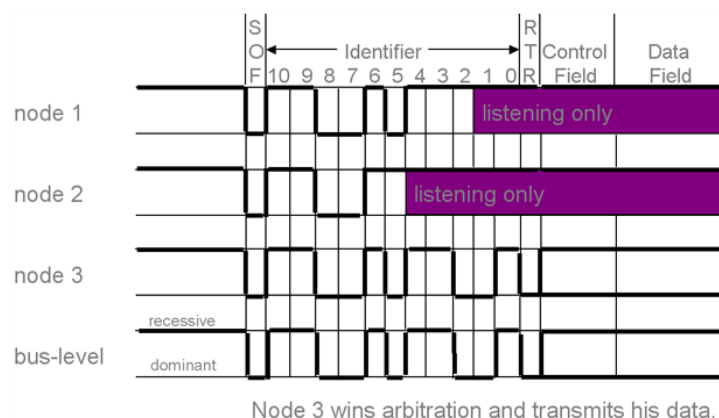 S O F
Identifier
R T R
Control Field
Data Field
10 9 8 7 6 5 4 3 2 1 0
node 1
listening only
node 2
listening only
node 3
recessive
bus-level
dominant
Node 3 wins arbitration and transmits his data.